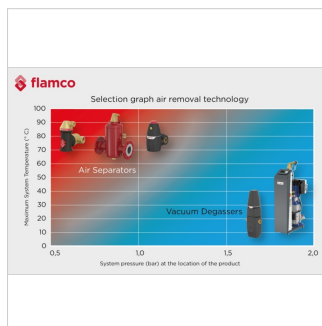 flamco
Selection graph air removal technology
Maximum System Temperature (° C)
100
90
80
70
60
50
40
30
20
10
0
Air Separators
Vacuum Degassers
0,5
1,0
1,5
2,0
System pressure (bar) at the location of the product